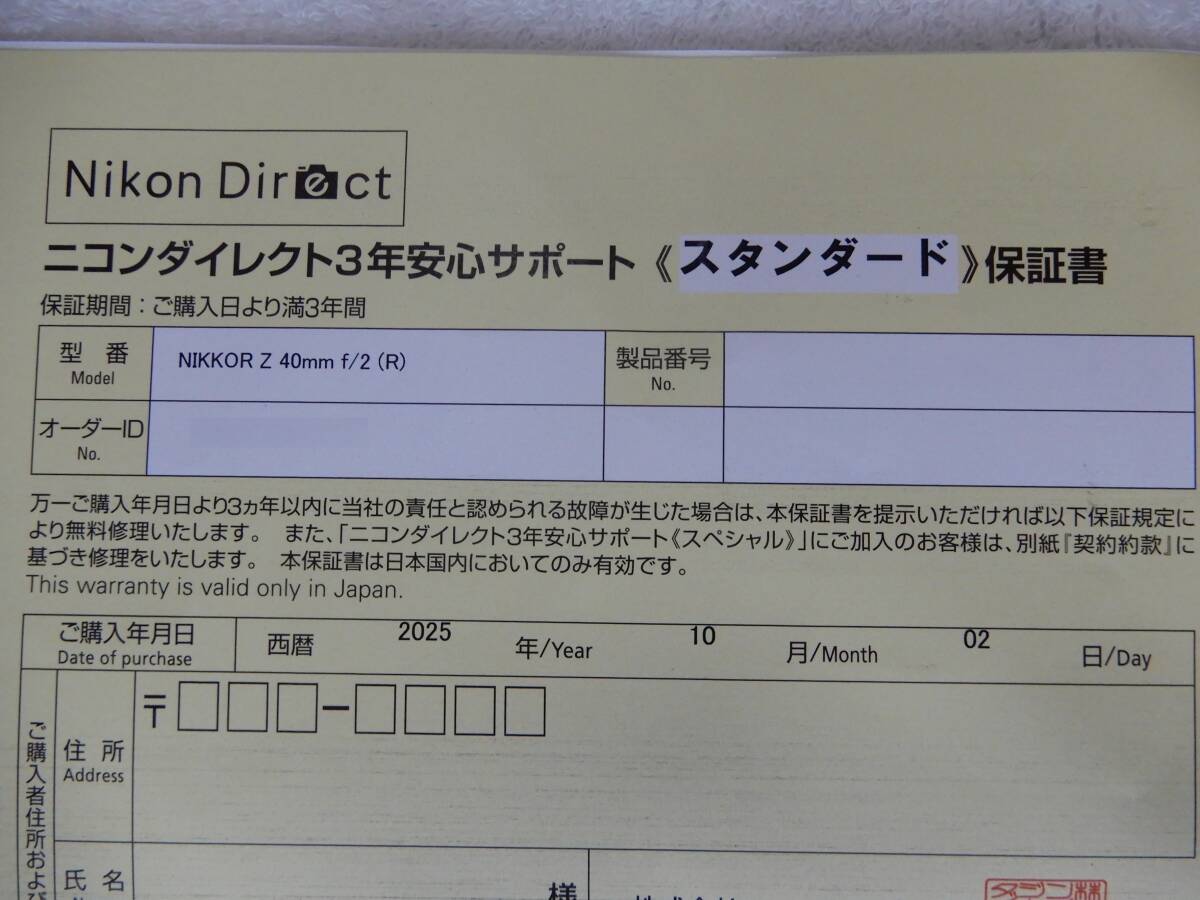 Nikon Direct
ニコンダイレクト3年安心サポート《スタンダード》保証書
保証期間：ご購入日より満3年間
型番 NIKKOR Z 40mm f/2 (R) 製品番号
Model No.
オーダーID
No.
万一ご購入年月日より3ヵ年以内に当社の責任と認められる故障が生じた場合は、本保証書を提示いただければ以下保証規定に
より無料修理いたします。 また、「ニコンダイレクト3年安心サポート《スペシャル》」にご加入のお客様は、別紙『契約約款』に
基づき修理をいたします。 本保証書は日本国内においてのみ有効です。
This warranty is valid only in Japan.
ご購入年月日 西暦 2025 年/Year 10 月/Month 02 日/Day
Date of purchase
〒
住所
Address
ご購入者住所および
氏名
様